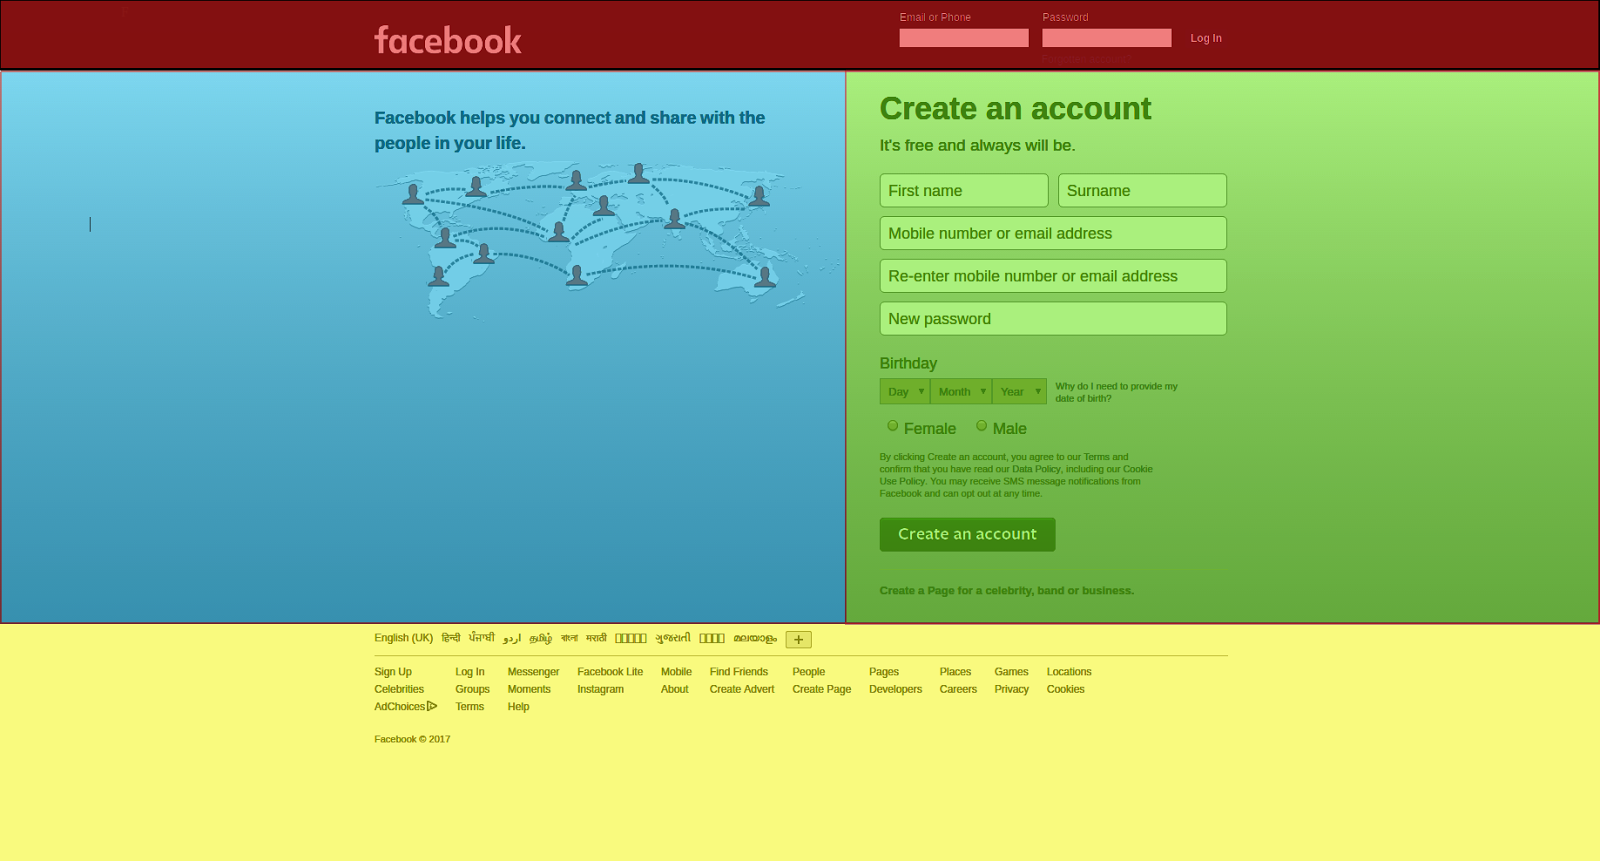 facebook
Email or Phone
Password
Log In
Facebook helps you connect and share with the
people in your life.
Create an account
It's free and always will be.
First name
Surname
Mobile number or email address
Re-enter mobile number or email address
New password
Birthday
Day
Month
Year
Why do I need to provide my
date of birth?
Female
Male
By clicking Create an account, you agree to our Terms and
confirm that you have read our Data Policy, including our Cookie
Use Policy. You may receive SMS message notifications from
Facebook and can opt out at any time.
Create an account
Create a Page for a celebrity, band or business.
English (UK) हिन्दी ਪੰਜਾਬੀ اردو தமிழ் বাংলা मराठी ગુજરાતી മലയാളം +
Sign Up Log In Messenger Facebook Lite Mobile Find Friends People Pages Places Games Locations
Celebrities Groups Moments Instagram About Create Advert Create Page Developers Careers Privacy Cookies
AdChoices Terms Help
Facebook © 2017